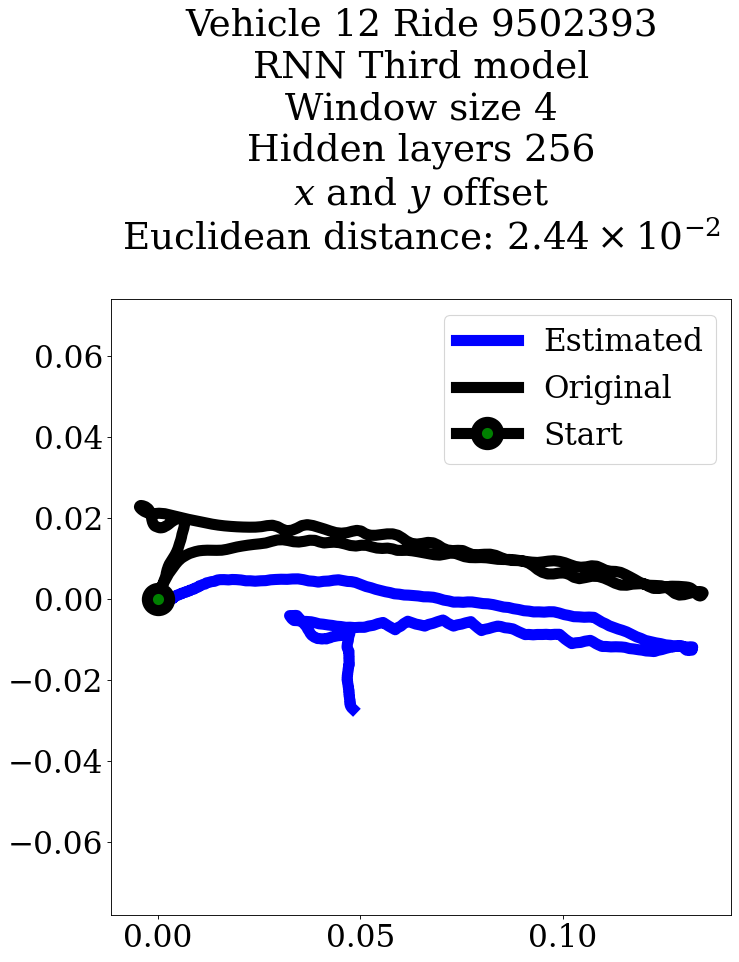 Vehicle 12 Ride 9502393
RNN Third model
Window size 4
Hidden layers 256
x and y offset
Euclidean distance: 2.44 × 10⁻²
Estimated
Original
Start
0.06
0.04
0.02
0.00
−0.02
−0.04
−0.06
0.00 0.05 0.10